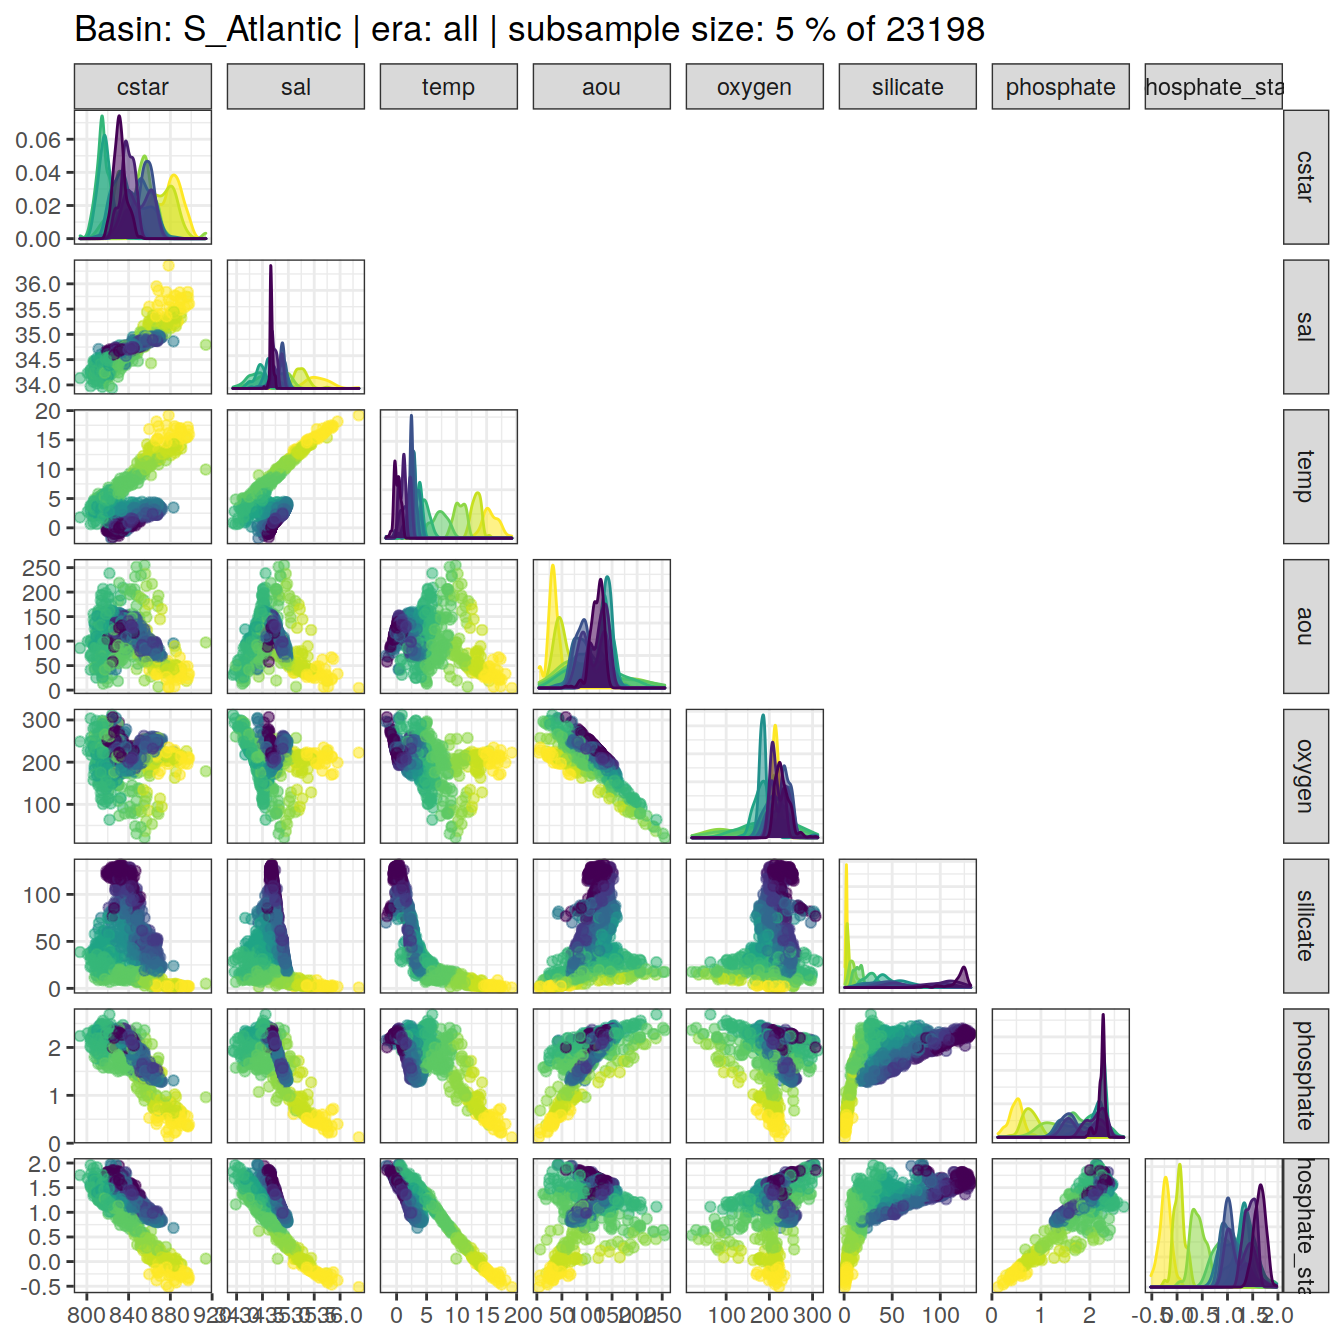 Basin: S_Atlantic | era: all | subsample size: 5 % of 23198
cstar sal temp aou oxygen silicate phosphate hosphate_sta
0.06
0.04
0.02
0.00
cstar
36.0
35.5
35.0
34.5
34.0
sal
20
15
10
5
0
temp
250
200
150
100
50
0
aou
300
200
100
oxygen
100
50
0
silicate
2
1
0
phosphate
2.0
1.5
1.0
0.5
0.0
-0.5
hosphate_sta
800 840 880 920
34.0 34.5 35.0 35.5 36.0
0 5 10 15 20
0 50 100 150 200 250
100 200 300
0 50 100
0 1 2
-0.5 0.0 0.5 1.0 1.5 2.0